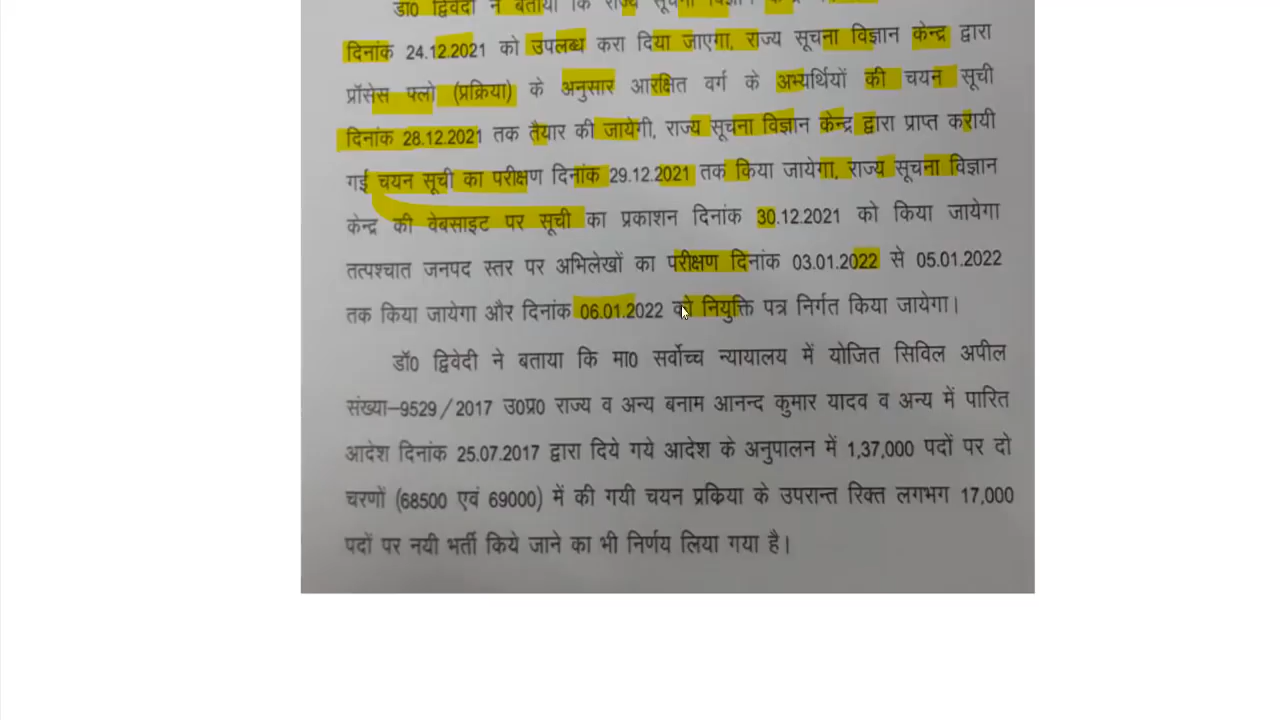 डा0 द्विवेदी ने बताया कि राज्य सूचना विज्ञान
दिनांक 24.12.2021 को उपलब्ध करा दिया जाएगा, राज्य सूचना विज्ञान केन्द्र द्वारा
प्रॉसेस फ्लो (प्रक्रिया) के अनुसार आरक्षित वर्ग के अभ्यर्थियों की चयन सूची
दिनांक 28.12.2021 तक तैयार की जायेगी, राज्य सूचना विज्ञान केन्द्र द्वारा प्राप्त करायी
गई चयन सूची का परीक्षण दिनांक 29.12.2021 तक किया जायेगा, राज्य सूचना विज्ञान
केन्द्र की वेबसाइट पर सूची का प्रकाशन दिनांक 30.12.2021 को किया जायेगा
तत्पश्चात जनपद स्तर पर अभिलेखों का परीक्षण दिनांक 03.01.2022 से 05.01.2022
तक किया जायेगा और दिनांक 06.01.2022 को नियुक्ति पत्र निर्गत किया जायेगा।
डॉ0 द्विवेदी ने बताया कि मा0 सर्वोच्च न्यायालय में योजित सिविल अपील
संख्या-9529/2017 उ0प्र0 राज्य व अन्य बनाम आनन्द कुमार यादव व अन्य में पारित
आदेश दिनांक 25.07.2017 द्वारा दिये गये आदेश के अनुपालन में 1,37,000 पदों पर दो
चरणों (68500 एवं 69000) में की गयी चयन प्रकिया के उपरान्त रिक्त लगभग 17,000
पदों पर नयी भर्ती किये जाने का भी निर्णय लिया गया है।